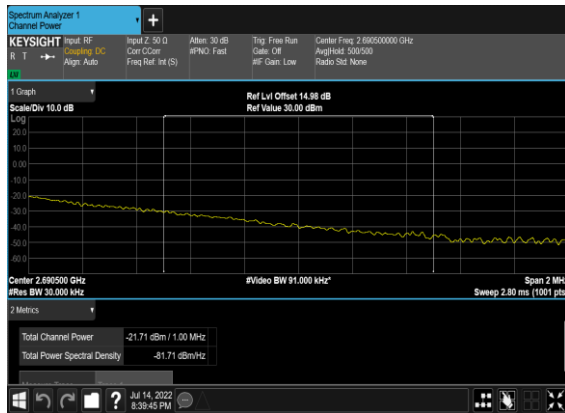 Spectrum Analyzer 1
Channel Power
+
KEYSIGHT Input: RF Input Z: 50 Ω Atten: 30 dB Trig: Free Run Center Freq: 2.690500000 GHz
R T Coupling: DC Corr CCorr #PNO: Fast Gate: Off Avg|Hold: 500/500
Align: Auto Freq Ref: Int (S) #IF Gain: Low Radio Std: None
1 Graph
Ref Lvl Offset 14.98 dB
Scale/Div 10.0 dB Ref Value 30.00 dBm
Log
20.0
10.0
0.00
-10.0
-20.0
-30.0
-40.0
-50.0
-60.0
Center 2.690500 GHz #Video BW 91.000 kHz* Span 2 MH
#Res BW 30.000 kHz Sweep 2.80 ms (1001 pts
2 Metrics
Total Channel Power -21.71 dBm / 1.00 MHz
Total Power Spectral Density -81.71 dBm/Hz
? Jul 14, 2022
8:39:45 PM